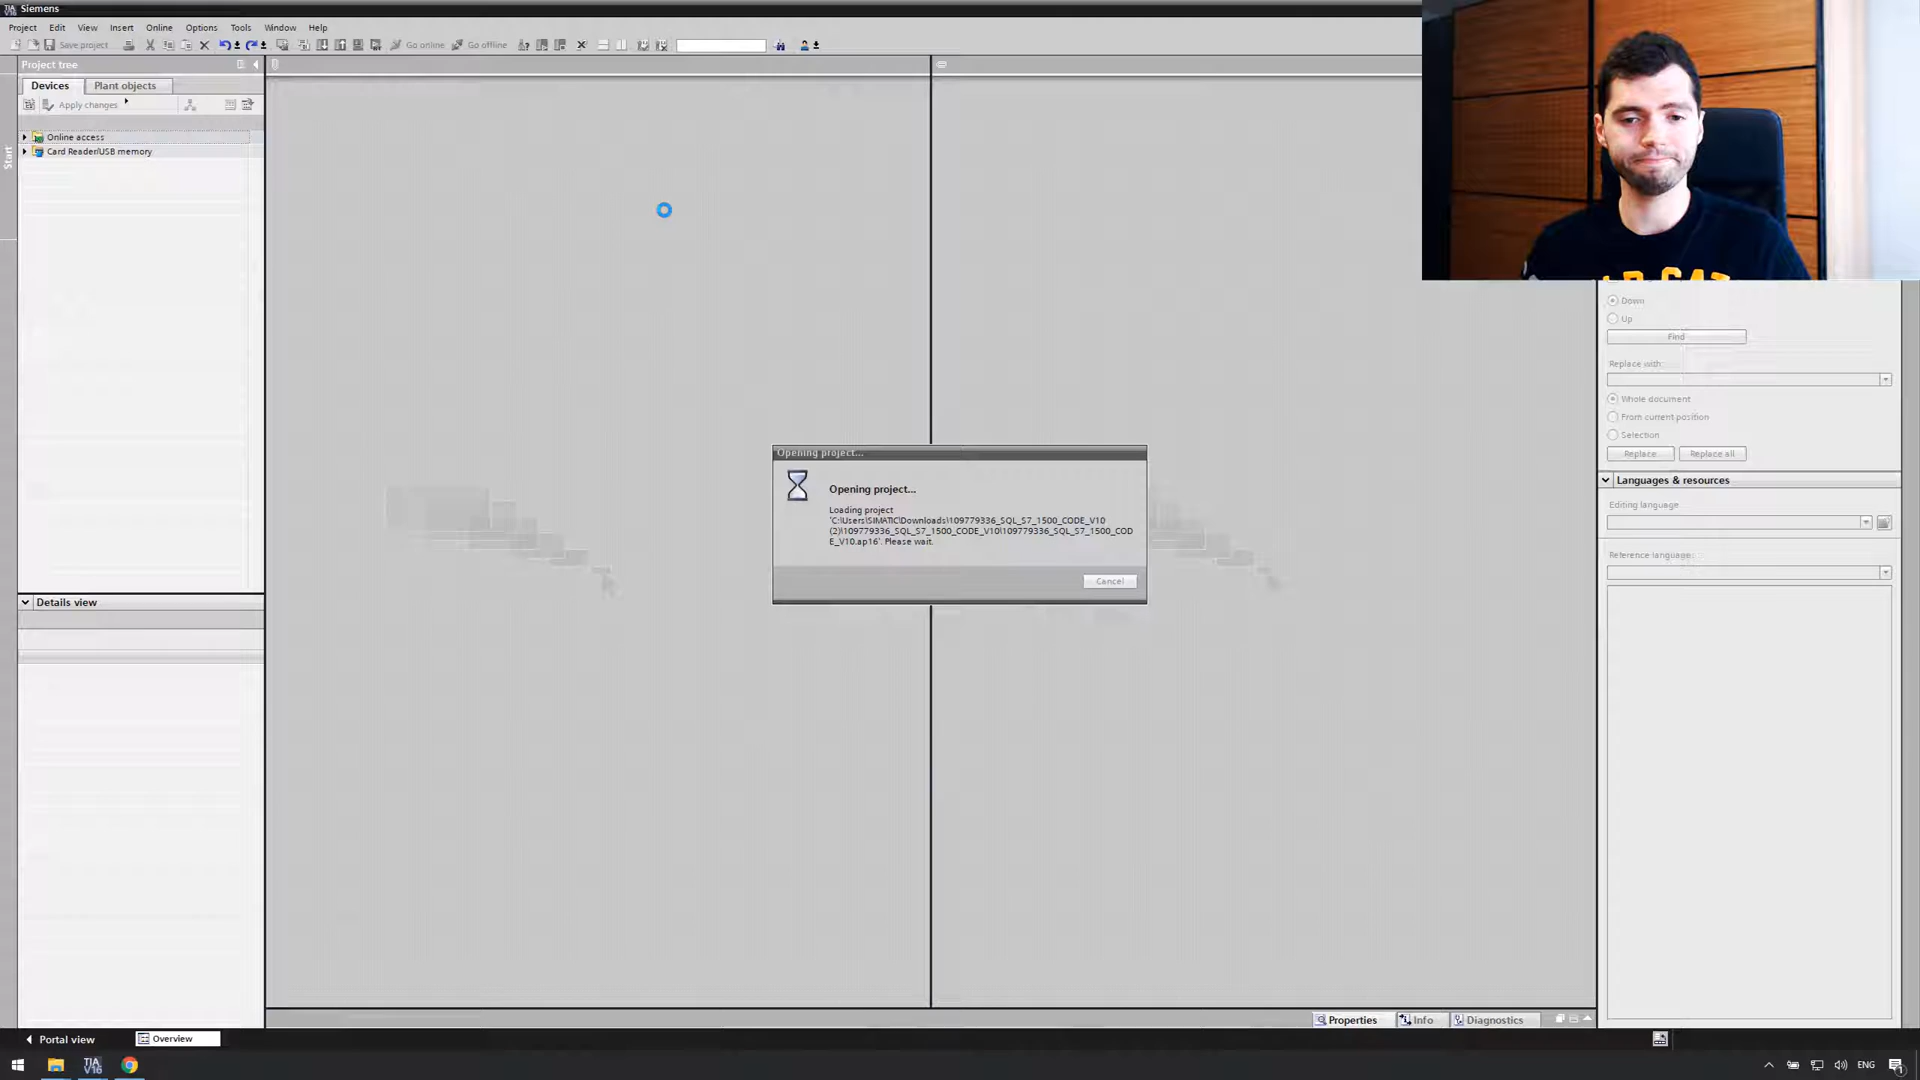 Siemens
Project Edit View Insert Online Options Tools Window Help
Save project Go online Go offline
Project tree
Devices Plant objects
Apply changes
Online access
Card Reader/USB memory
Start
Down
Up
Find
Replace with:
Whole document
From current position
Selection
Replace Replace all
Languages & resources
Editing language:
Reference language:
Opening project...
Opening project...
Loading project
'C:\Users\SIMATIC\Downloads\109779336_SQL_S7_1500_CODE_V10
(2)\109779336_SQL_S7_1500_CODE_V10\109779336_SQL_S7_1500_COD
E_V10.ap16'. Please wait.
Cancel
Details view
Properties Info Diagnostics
Portal view Overview
TIA
V16
ENG